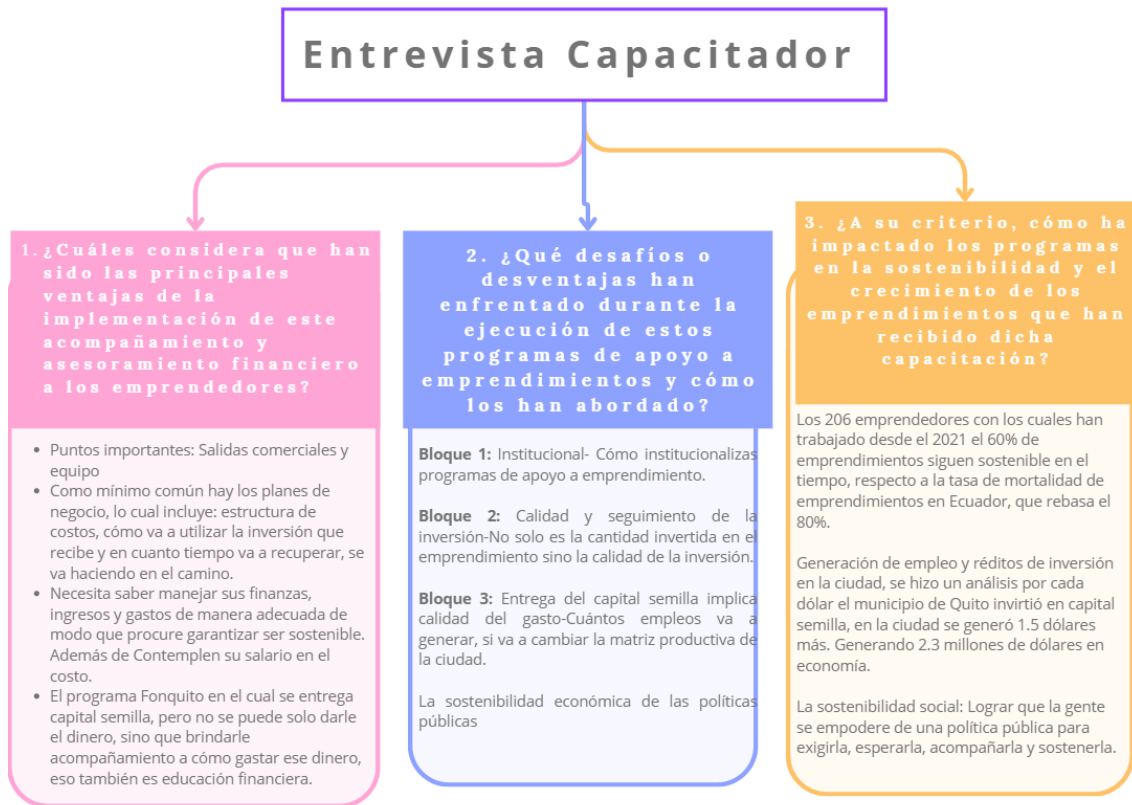 Entrevista Capacitador
1. ¿Cuáles considera que han
sido las principales
ventajas de la
implementación de este
acompañamiento y
asesoramiento financiero
a los emprendedores?
• Puntos importantes: Salidas comerciales y
equipo
• Como mínimo común hay los planes de
negocio, lo cual incluye: estructura de
costos, cómo va a utilizar la inversión que
recibe y en cuanto tiempo va a recuperar, se
va haciendo en el camino.
• Necesita saber manejar sus finanzas,
ingresos y gastos de manera adecuada de
modo que procure garantizar ser sostenible.
Además de Contemplen su salario en el
costo.
• El programa Fonquito en el cual se entrega
capital semilla, pero no se puede solo darle
el dinero, sino que brindarle
acompañamiento a cómo gastar ese dinero,
eso también es educación financiera.
2. ¿Qué desafíos o
desventajas han
enfrentado durante la
ejecución de estos
programas de apoyo a
emprendimientos y cómo
los han abordado?
Bloque 1: Institucional- Cómo institucionalizas
programas de apoyo a emprendimiento.
Bloque 2: Calidad y seguimiento de la
inversión-No solo es la cantidad invertida en el
emprendimiento sino la calidad de la inversión.
Bloque 3: Entrega del capital semilla implica
calidad del gasto-Cuántos empleos va a
generar, si va a cambiar la matriz productiva de
la ciudad.
La sostenibilidad económica de las políticas
públicas
3. ¿A su criterio, cómo ha
impactado los programas
en la sostenibilidad y el
crecimiento de los
emprendimientos que han
recibido dicha
capacitación?
Los 206 emprendedores con los cuales han
trabajado desde el 2021 el 60% de
emprendimientos siguen sostenible en el
tiempo, respecto a la tasa de mortalidad de
emprendimientos en Ecuador, que rebasa el
80%.
Generación de empleo y réditos de inversión
en la ciudad, se hizo un análisis por cada
dólar el municipio de Quito invirtió en capital
semilla, en la ciudad se generó 1.5 dólares
más. Generando 2.3 millones de dólares en
economía.
La sostenibilidad social: Lograr que la gente
se empodere de una política pública para
exigirla, esperarla, acompañarla y sostenerla.